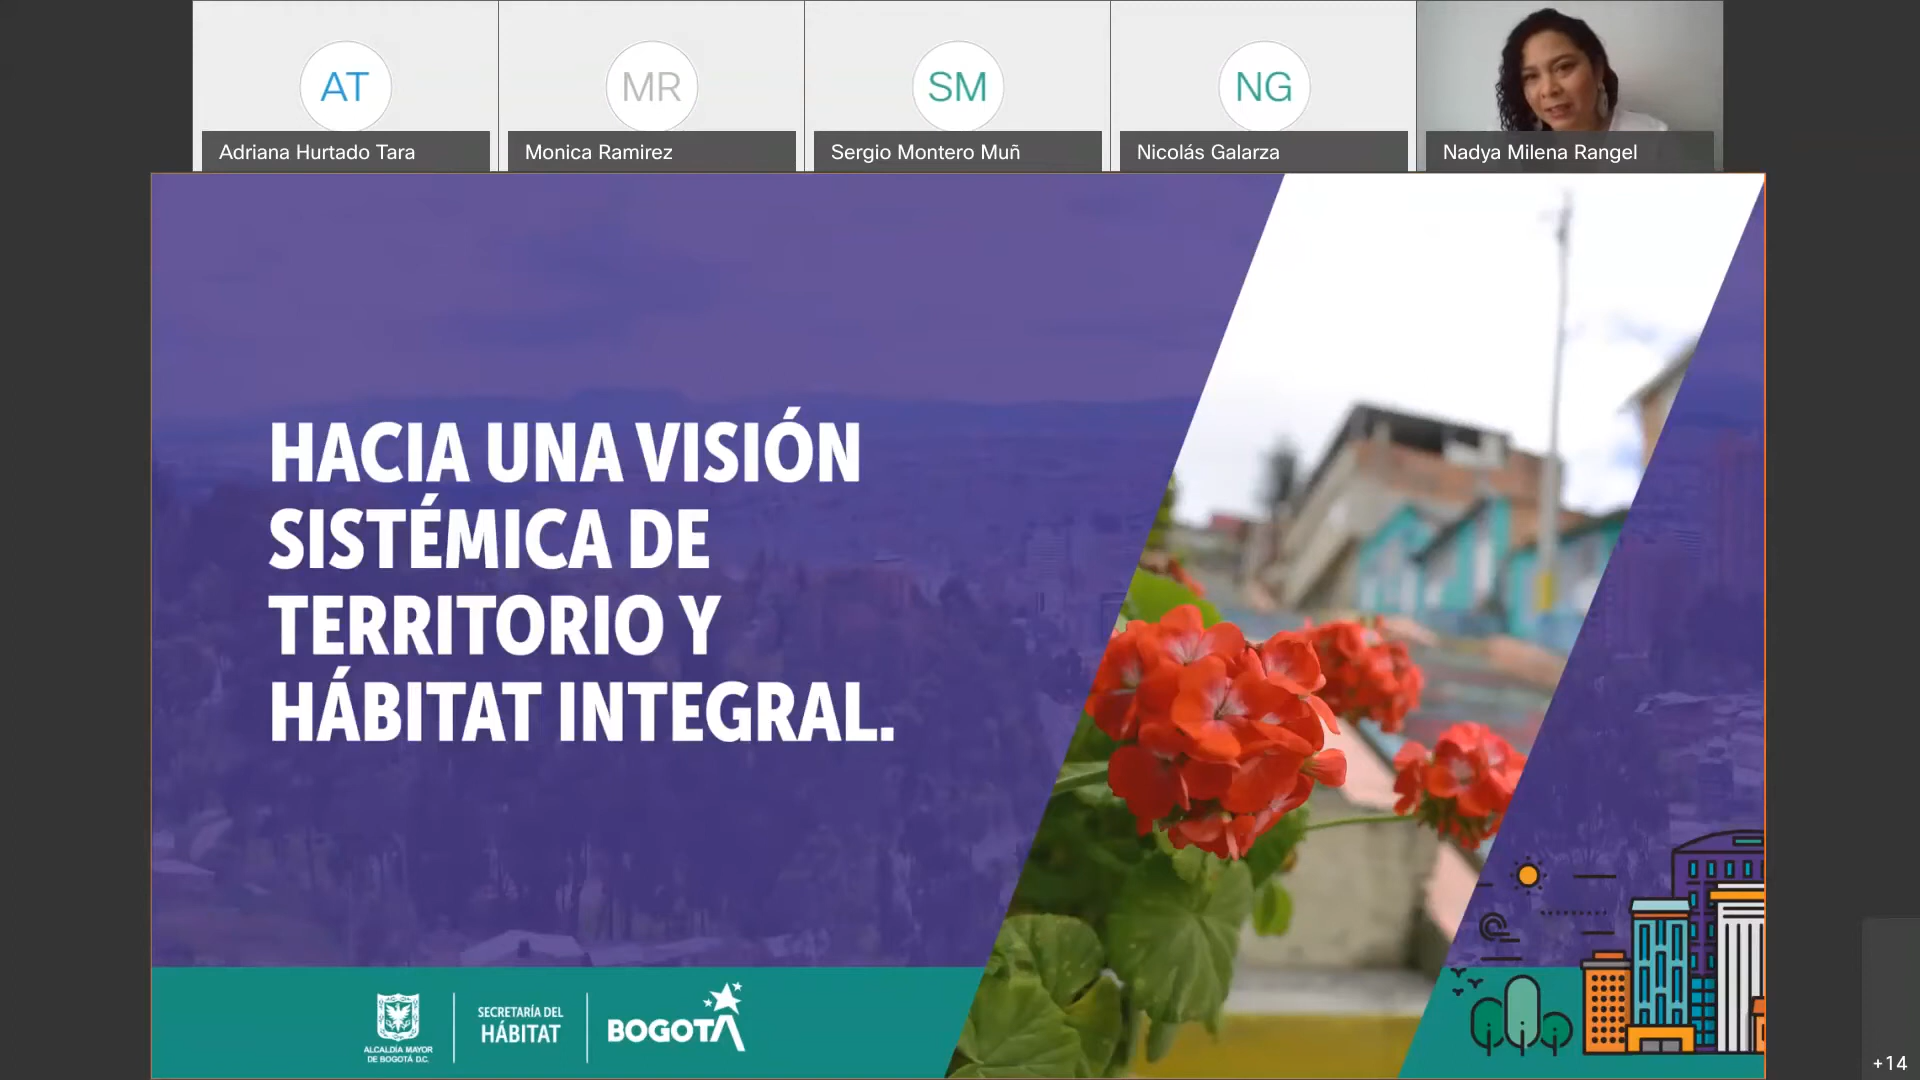 AT
MR
SM
NG
Adriana Hurtado Tara
Monica Ramirez
Sergio Montero Muñ
Nicolás Galarza
Nadya Milena Rangel
HACIA UNA VISIÓN
SISTÉMICA DE
TERRITORIO Y
HÁBITAT INTEGRAL.
ALCALDÍA MAYOR
DE BOGOTÁ D.C.
SECRETARÍA DEL
HÁBITAT
BOGOTÁ
+14